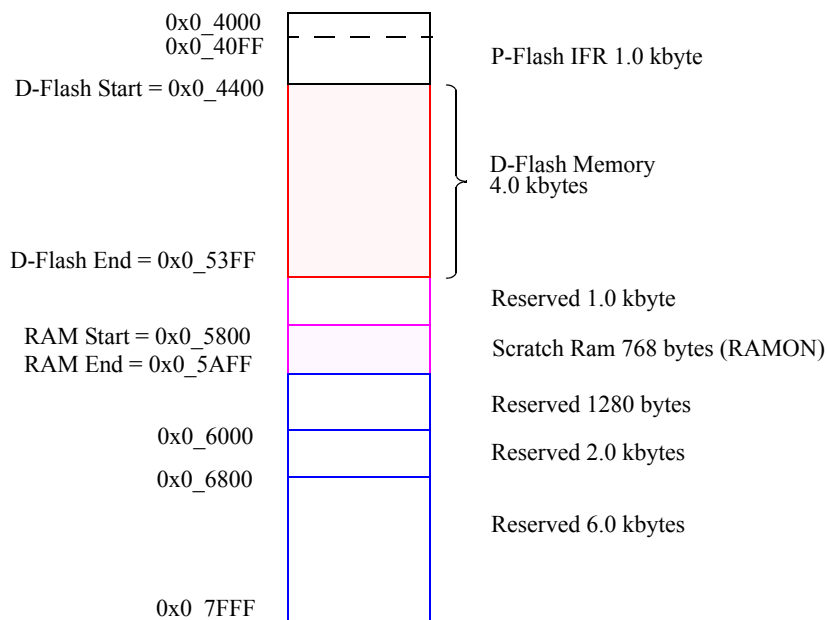 0x0_4000
0x0_40FF
P-Flash IFR 1.0 kbyte
D-Flash Start = 0x0_4400
D-Flash Memory
4.0 kbytes
D-Flash End = 0x0_53FF
Reserved 1.0 kbyte
RAM Start = 0x0_5800
Scratch Ram 768 bytes (RAMON)
RAM End = 0x0_5AFF
Reserved 1280 bytes
0x0_6000
Reserved 2.0 kbytes
0x0_6800
Reserved 6.0 kbytes
0x0_7FFF